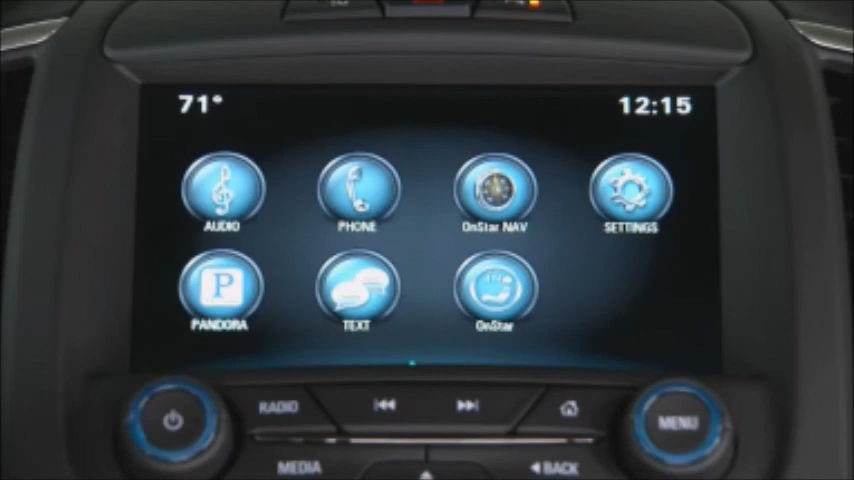 71° 12:15
AUDIO PHONE OnStar NAV SETTINGS
P
PANDORA TEXT OnStar
RADIO MENU
MEDIA BACK